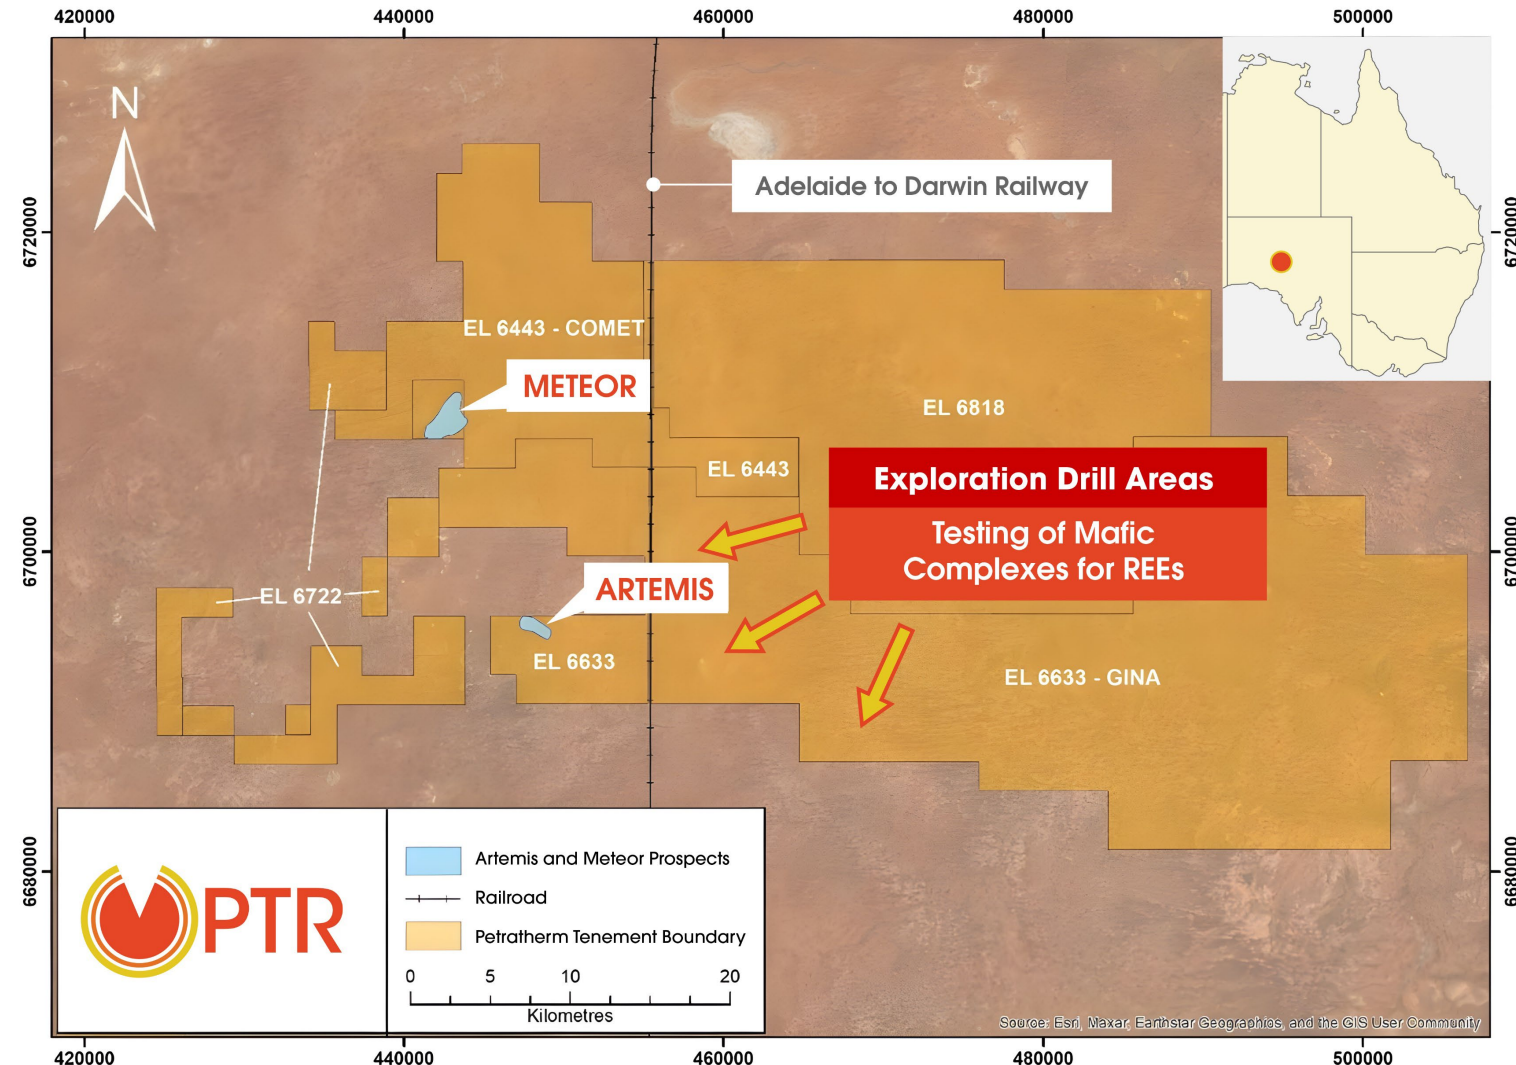 420000
440000
460000
480000
500000
N
Adelaide to Darwin Railway
6720000
6720000
EL 6443 - COMET
METEOR
EL 6818
EL 6443
Exploration Drill Areas
Testing of Mafic
Complexes for REEs
6700000
6700000
ARTEMIS
EL 6722
EL 6633
EL 6633 - GINA
PTR
Artemis and Meteor Prospects
Railroad
Petratherm Tenement Boundary
0 5 10 20
Kilometres
6680000
6680000
Source: Esri, Maxar, Earthstar Geographics, and the GIS User Community
420000
440000
460000
480000
500000